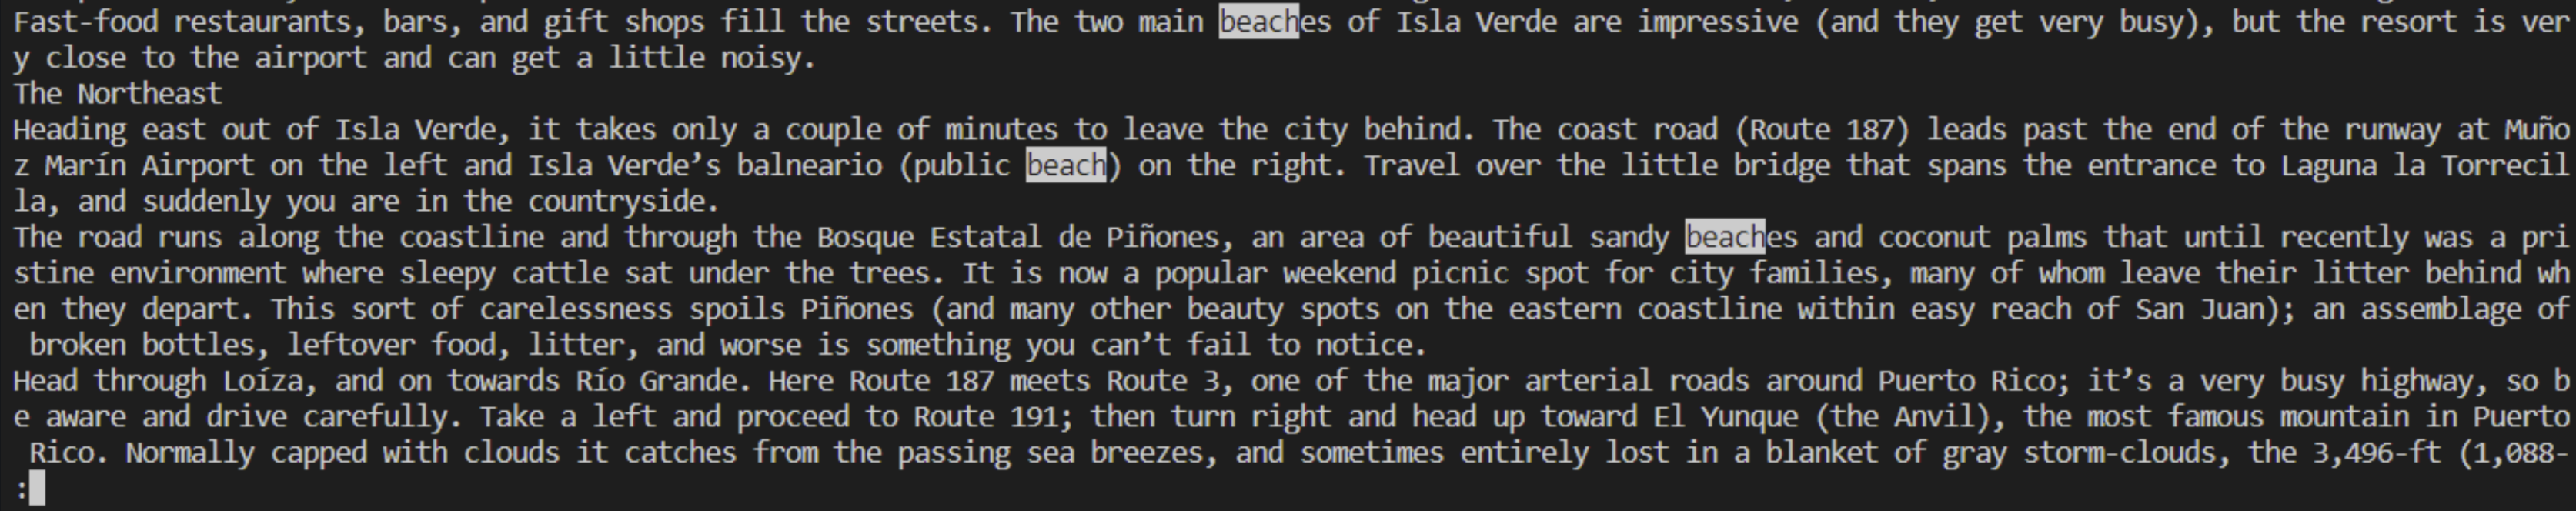 Fast-food restaurants, bars, and gift shops fill the streets. The two main beaches of Isla Verde are impressive (and they get very busy), but the resort is ver
y close to the airport and can get a little noisy.
The Northeast
Heading east out of Isla Verde, it takes only a couple of minutes to leave the city behind. The coast road (Route 187) leads past the end of the runway at Muño
z Marín Airport on the left and Isla Verde’s balneario (public beach) on the right. Travel over the little bridge that spans the entrance to Laguna la Torrecil
la, and suddenly you are in the countryside.
The road runs along the coastline and through the Bosque Estatal de Piñones, an area of beautiful sandy beaches and coconut palms that until recently was a pri
stine environment where sleepy cattle sat under the trees. It is now a popular weekend picnic spot for city families, many of whom leave their litter behind wh
en they depart. This sort of carelessness spoils Piñones (and many other beauty spots on the eastern coastline within easy reach of San Juan); an assemblage of
 broken bottles, leftover food, litter, and worse is something you can’t fail to notice.
Head through Loíza, and on towards Río Grande. Here Route 187 meets Route 3, one of the major arterial roads around Puerto Rico; it’s a very busy highway, so b
e aware and drive carefully. Take a left and proceed to Route 191; then turn right and head up toward El Yunque (the Anvil), the most famous mountain in Puerto
 Rico. Normally capped with clouds it catches from the passing sea breezes, and sometimes entirely lost in a blanket of gray storm-clouds, the 3,496-ft (1,088-
: